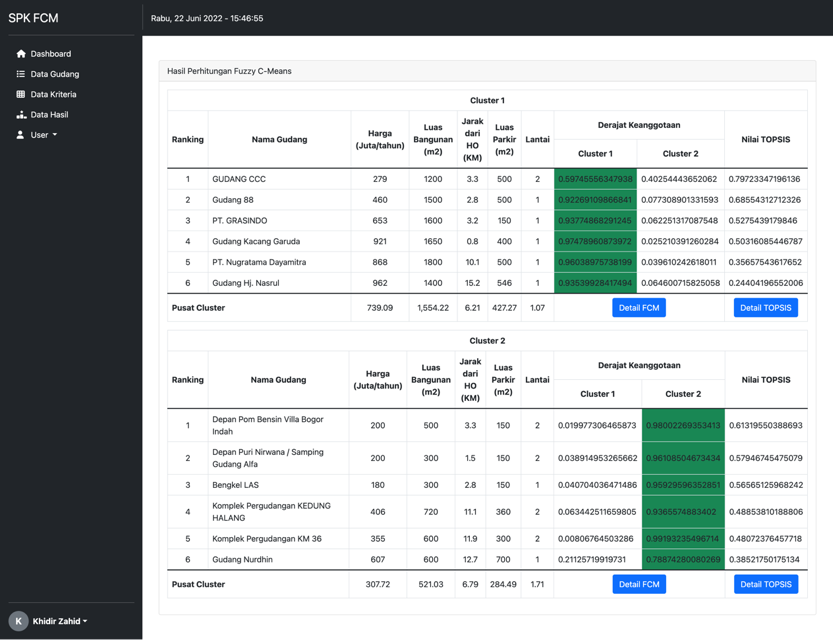 SPK FCM
Rabu, 22 Juni 2022 - 15:46:55
Dashboard
Data Gudang
Data Kriteria
Data Hasil
User
Hasil Perhitungan Fuzzy C-Means
Cluster 1
Ranking Nama Gudang Harga (Juta/tahun) Luas Bangunan (m2) Jarak dari HO (KM) Luas Parkir (m2) Lantai Derajat Keanggotaan Nilai TOPSIS
Cluster 1 Cluster 2
1 GUDANG CCC 279 1200 3.3 500 2 0.59745556347938 0.40254443652062 0.79723347196136
2 Gudang 88 460 1500 2.8 500 1 0.92269109866841 0.077308901331593 0.68554312712326
3 PT. GRASINDO 653 1600 3.2 150 1 0.93774868291245 0.062251317087548 0.5275439179846
4 Gudang Kacang Garuda 921 1650 0.8 400 1 0.97478960873972 0.025210391260284 0.50316085446787
5 PT. Nugratama Dayamitra 868 1800 10.1 500 1 0.96038975738199 0.039610242618011 0.35657543617652
6 Gudang Hj. Nasrul 962 1400 15.2 546 1 0.93539928417494 0.064600715825058 0.24404196552006
Pusat Cluster 739.09 1,554.22 6.21 427.27 1.07 Detail FCM Detail TOPSIS
Cluster 2
Ranking Nama Gudang Harga (Juta/tahun) Luas Bangunan (m2) Jarak dari HO (KM) Luas Parkir (m2) Lantai Derajat Keanggotaan Nilai TOPSIS
Cluster 1 Cluster 2
1 Depan Pom Bensin Villa Bogor Indah 200 500 3.3 150 2 0.019977306465873 0.98002269353413 0.61319550388693
2 Depan Puri Nirwana / Samping Gudang Alfa 200 300 1.5 150 2 0.038914953265662 0.96108504673434 0.57946745475079
3 Bengkel LAS 180 300 2.8 150 1 0.040704036471486 0.95929596352851 0.56565125968242
4 Komplek Pergudangan KEDUNG HALANG 406 720 11.1 360 2 0.063442511659805 0.9365574883402 0.48853810188806
5 Komplek Pergudangan KM 36 355 600 11.9 300 2 0.00806764503286 0.99193235496714 0.48072376457718
6 Gudang Nurdhin 607 600 12.7 700 1 0.21125719919731 0.78874280080269 0.38521750175134
Pusat Cluster 307.72 521.03 6.79 284.49 1.71 Detail FCM Detail TOPSIS
K Khidir Zahid